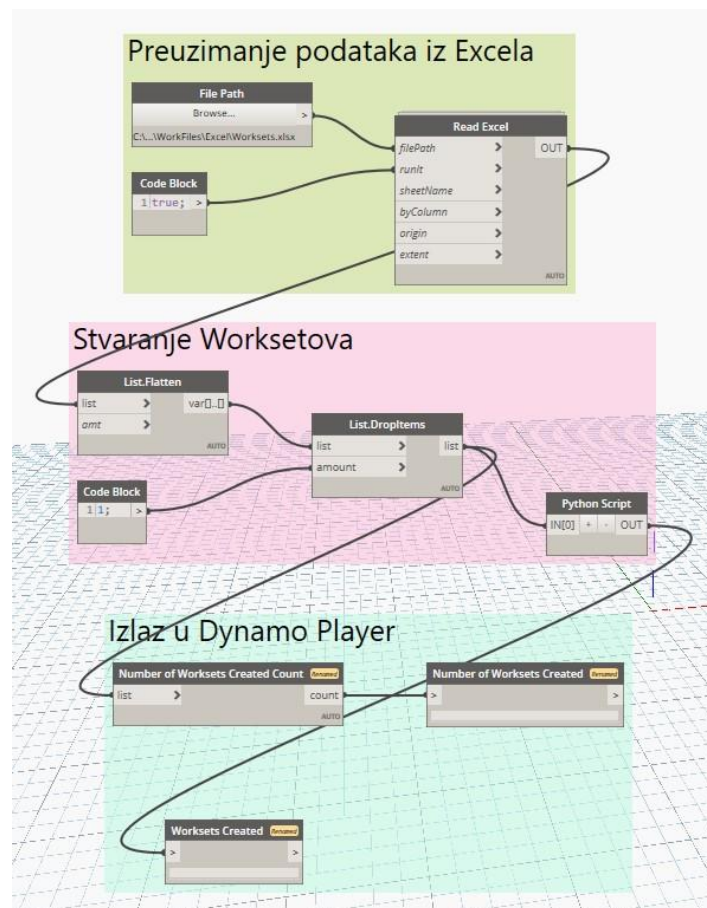 Preuzimanje podataka iz Excela
File Path
Browse... >
C:\...\WorkFiles\Excel\Worksets.xlsx
Read Excel
filePath > OUT
runIt >
sheetName >
byColumn >
origin >
extent >
AUTO
Code Block
1 true; >
Stvaranje Worksetova
List.Flatten
list > var[]..[]
amt >
AUTO
List.DropItems
list > list
amount >
AUTO
Code Block
1 1; >
Python Script
IN[0] + - OUT
Izlaz u Dynamo Player
Number of Worksets Created Count Renamed
list > count
AUTO
Number of Worksets Created Renamed
> >
Worksets Created Renamed
> >